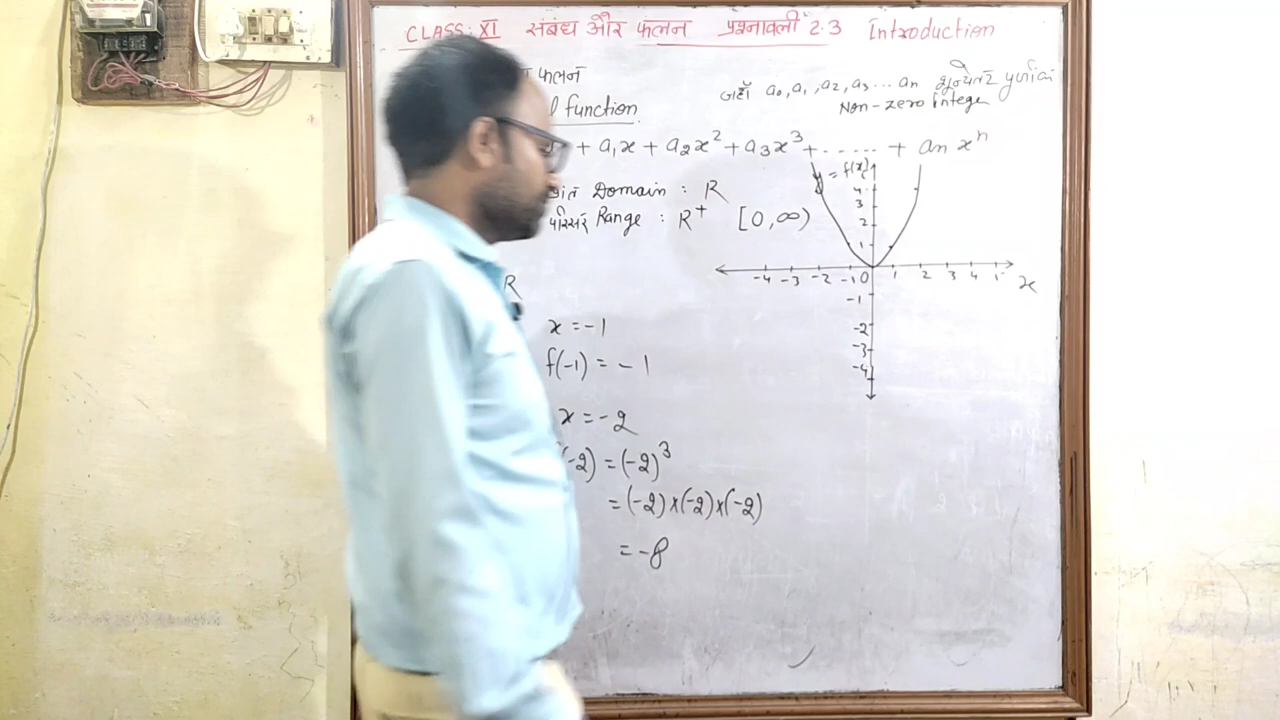 CLASS: XI संबंध और फलन प्रश्नावली 2.3 Introduction
फलन
function
जहाँ a₀, a₁, a₂, a₃ ... an शून्येतर पूर्णांक
Non-zero Integer
+ a₁x + a₂x² + a₃x³ + ..... + an xⁿ
Domain : R
परिसर Range : R⁺ [0, ∞)
R
y = f(x)
4
3
2
1
-4 -3 -2 -1 0 1 2 3 4 5
x
-1
-2
-3
-4
x = -1
f(-1) = -1
x = -2
(-2) = (-2)³
= (-2)×(-2)×(-2)
= -8